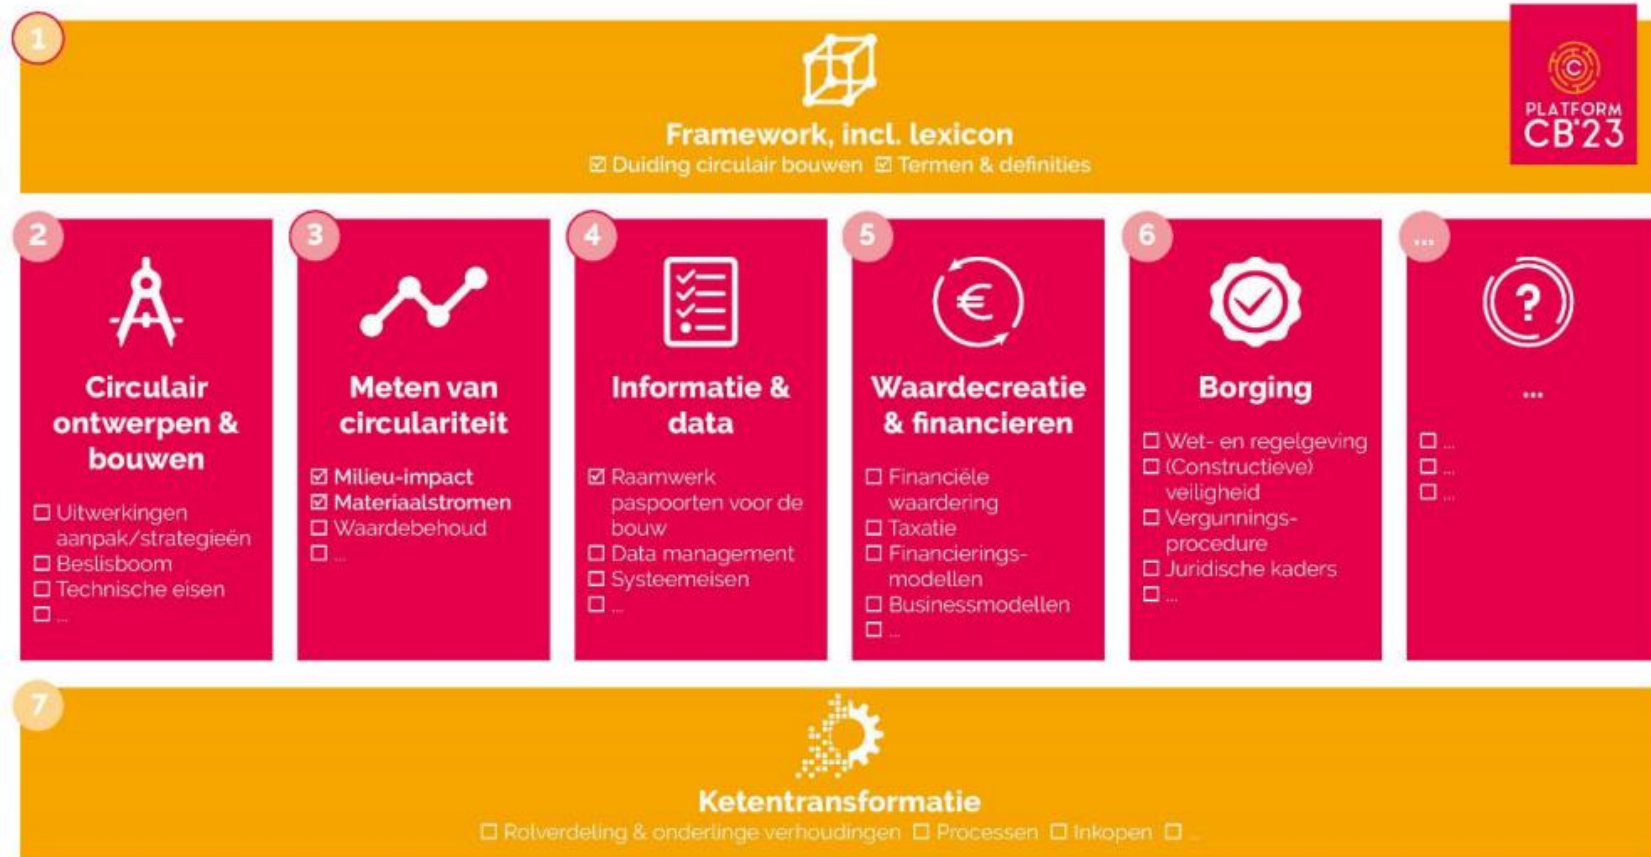 1
Framework, incl. lexicon
☑ Duiding circulair bouwen ☑ Termen & definities
PLATFORM
CB'23
2
Circulair
ontwerpen &
bouwen
☐ Uitwerkingen
aanpak/strategieën
☐ Beslisboom
☐ Technische eisen
☐ ...
3
Meten van
circulariteit
☑ Milieu-impact
☑ Materiaalstromen
☐ Waardebehoud
☐ ...
4
Informatie &
data
☑ Raamwerk
paspoorten voor de
bouw
☐ Data management
☐ Systeemeisen
☐ ...
5
€
Waardecreatie
& financieren
☐ Financiële
waardering
☐ Taxatie
☐ Financierings-
modellen
☐ Businessmodellen
☐ ...
6
Borging
☐ Wet- en regelgeving
☐ (Constructieve)
veiligheid
☐ Vergunnings-
procedure
☐ Juridische kaders
☐ ...
...
?
...
☐ ...
☐ ...
☐ ...
7
Ketentransformatie
☐ Rolverdeling & onderlinge verhoudingen ☐ Processen ☐ Inkopen ☐ ...